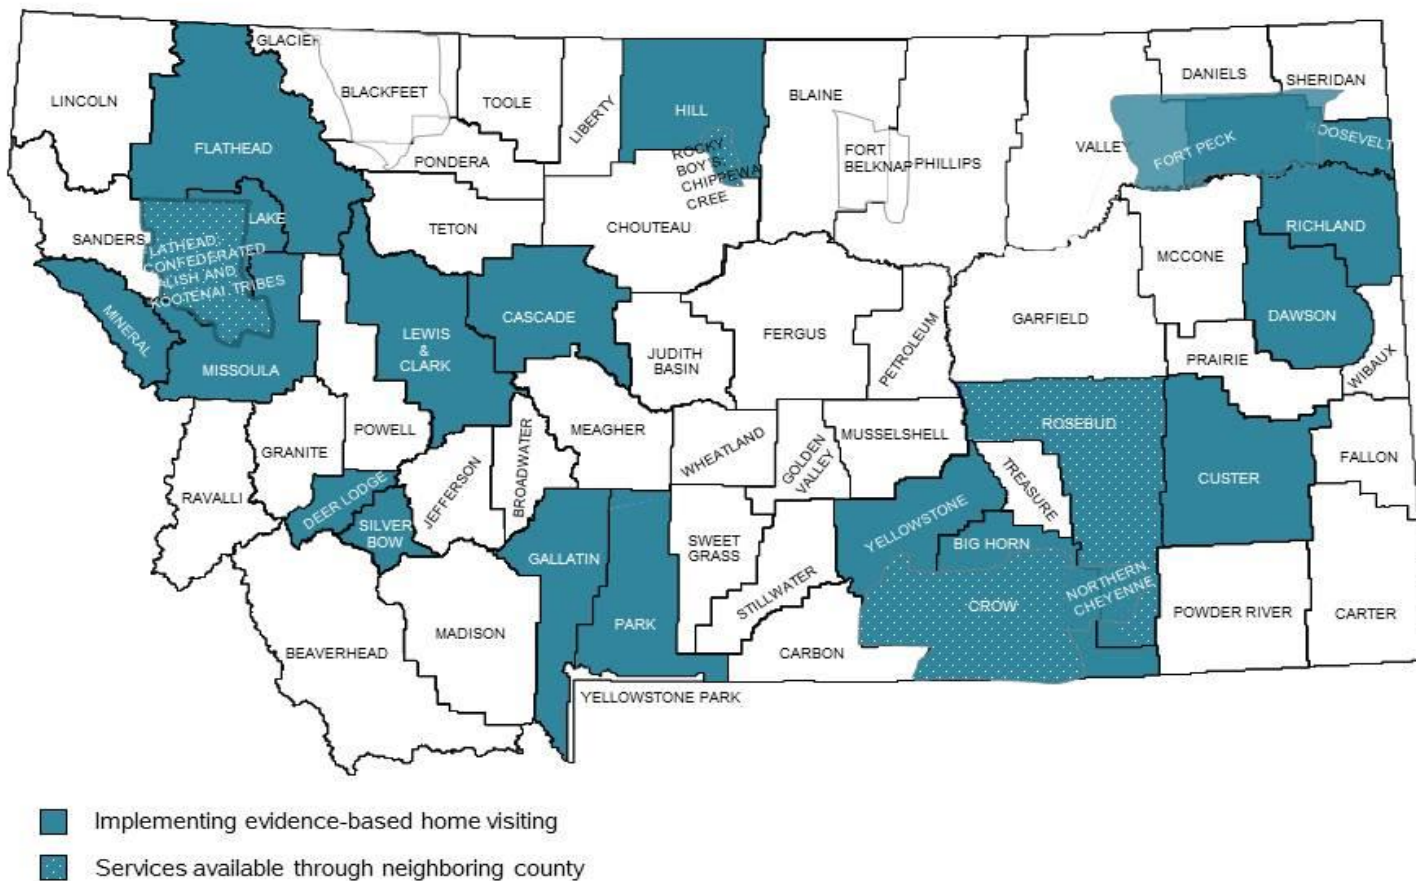 GLACIER
LINCOLN
BLACKFEET
TOOLE
LIBERTY
HILL
BLAINE
DANIELS
SHERIDAN
FLATHEAD
PONDERA
ROCKY
BOY'S
CHIPPEWA
CREE
FORT
BELKNAP
PHILLIPS
VALLEY
FORT PECK
ROOSEVELT
SANDERS
LAKE
TETON
CHOUTEAU
RICHLAND
LATHEAD:
CONFEDERATED
ALISH AND
KOOTENAI TRIBES
MCCONE
MINERAL
MISSOULA
LEWIS
&
CLARK
CASCADE
JUDITH
BASIN
FERGUS
PETROLEUM
GARFIELD
DAWSON
PRAIRIE
WIBAUX
RAVALLI
GRANITE
POWELL
JEFFERSON
BROADWATER
MEAGHER
WHEATLAND
GOLDEN
VALLEY
MUSSELSHELL
ROSEBUD
TREASURE
CUSTER
FALLON
DEER LODGE
SILVER
BOW
GALLATIN
PARK
SWEET
GRASS
STILLWATER
YELLOWSTONE
BIG HORN
CROW
NORTHERN
CHEYENNE
POWDER RIVER
CARTER
BEAVERHEAD
MADISON
CARBON
YELLOWSTONE PARK
Implementing evidence-based home visiting
Services available through neighboring county